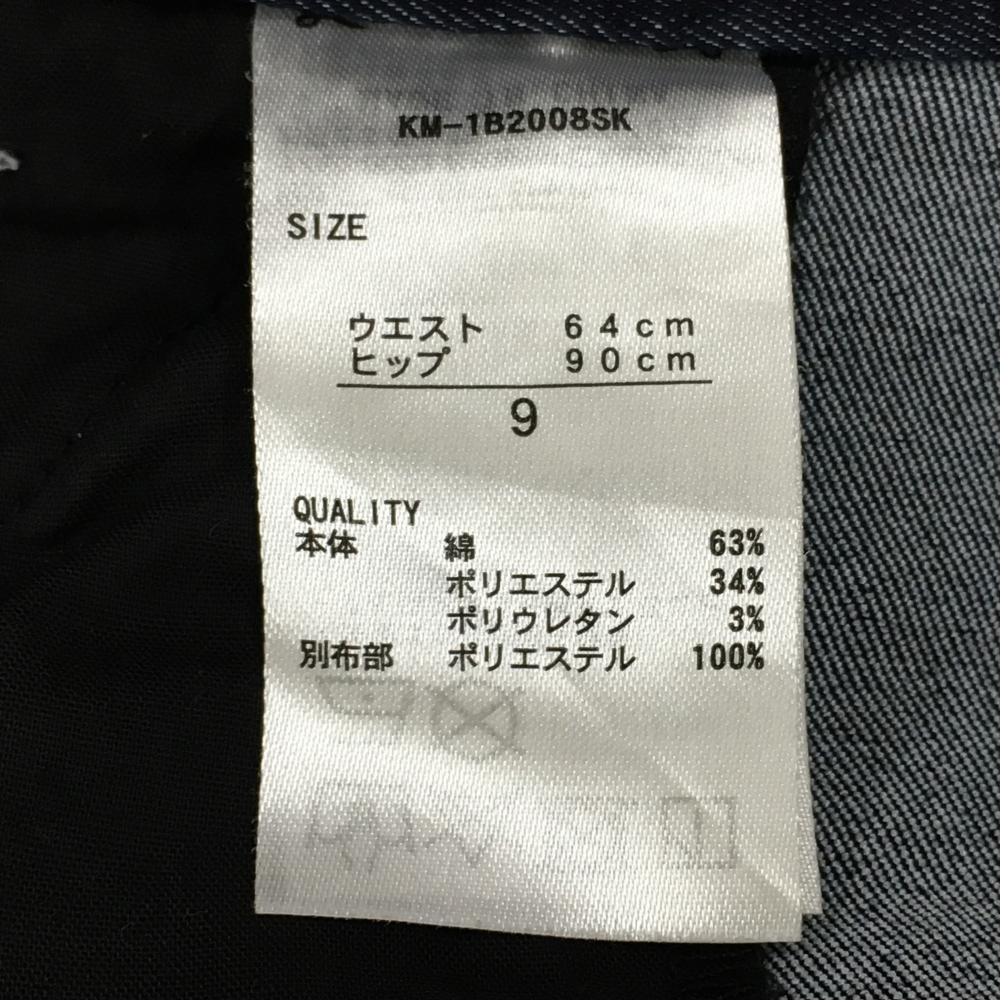 KM-1B2008SK
SIZE
ウエスト 64cm
ヒップ 90cm
9
QUALITY
本体 綿 63%
ポリエステル 34%
ポリウレタン 3%
別布部 ポリエステル 100%